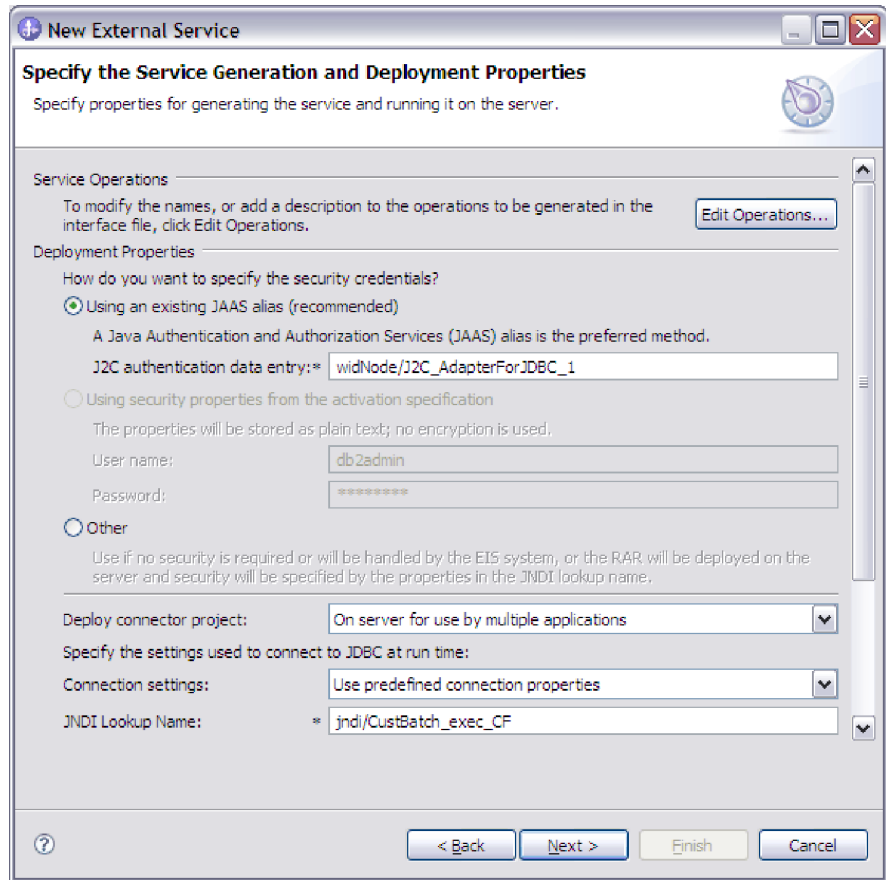 New External Service
Specify the Service Generation and Deployment Properties
Specify properties for generating the service and running it on the server.
Service Operations
To modify the names, or add a description to the operations to be generated in the
interface file, click Edit Operations.
Edit Operations...
Deployment Properties
How do you want to specify the security credentials?
Using an existing JAAS alias (recommended)
A Java Authentication and Authorization Services (JAAS) alias is the preferred method.
J2C authentication data entry:* widNode/J2C_AdapterForJDBC_1
Using security properties from the activation specification
The properties will be stored as plain text; no encryption is used.
User name: db2admin
Password: ********
Other
Use if no security is required or will be handled by the EIS system, or the RAR will be deployed on the
server and security will be specified by the properties in the JNDI lookup name.
Deploy connector project: On server for use by multiple applications
Specify the settings used to connect to JDBC at run time:
Connection settings: Use predefined connection properties
JNDI Lookup Name: * jndi/CustBatch_exec_CF
? < Back Next > Finish Cancel